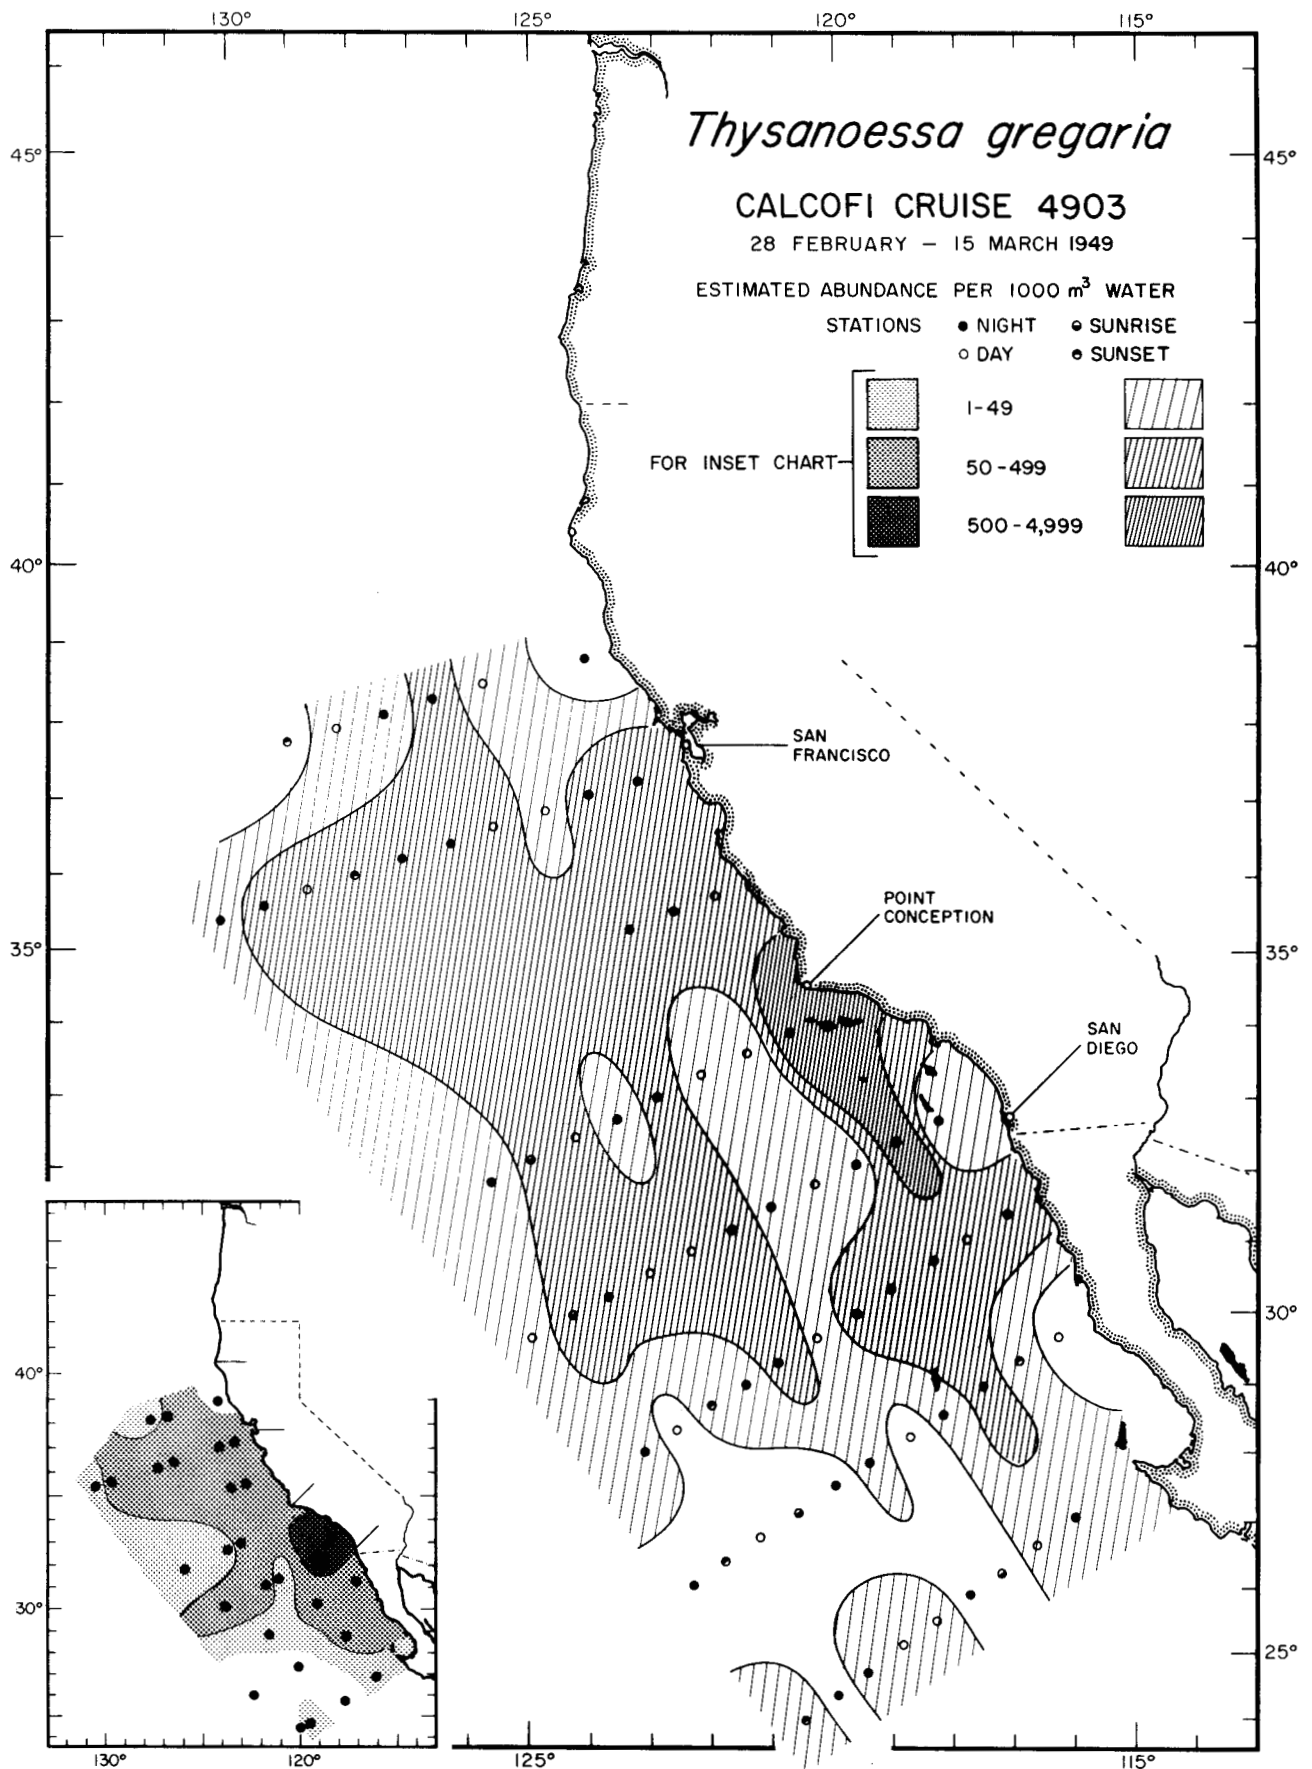 130° 125° 120° 115°
Thysanoessa gregaria
45° 45°
CALCOFI CRUISE 4903
28 FEBRUARY — 15 MARCH 1949
ESTIMATED ABUNDANCE PER 1000 m³ WATER
STATIONS ● NIGHT ◒ SUNRISE
○ DAY ◓ SUNSET
1-49
FOR INSET CHART 50-499
500-4,999
40° 40°
SAN
FRANCISCO
POINT
CONCEPTION
35° 35°
SAN
DIEGO
30°
40°
30°
25°
130° 120° 125° 115°